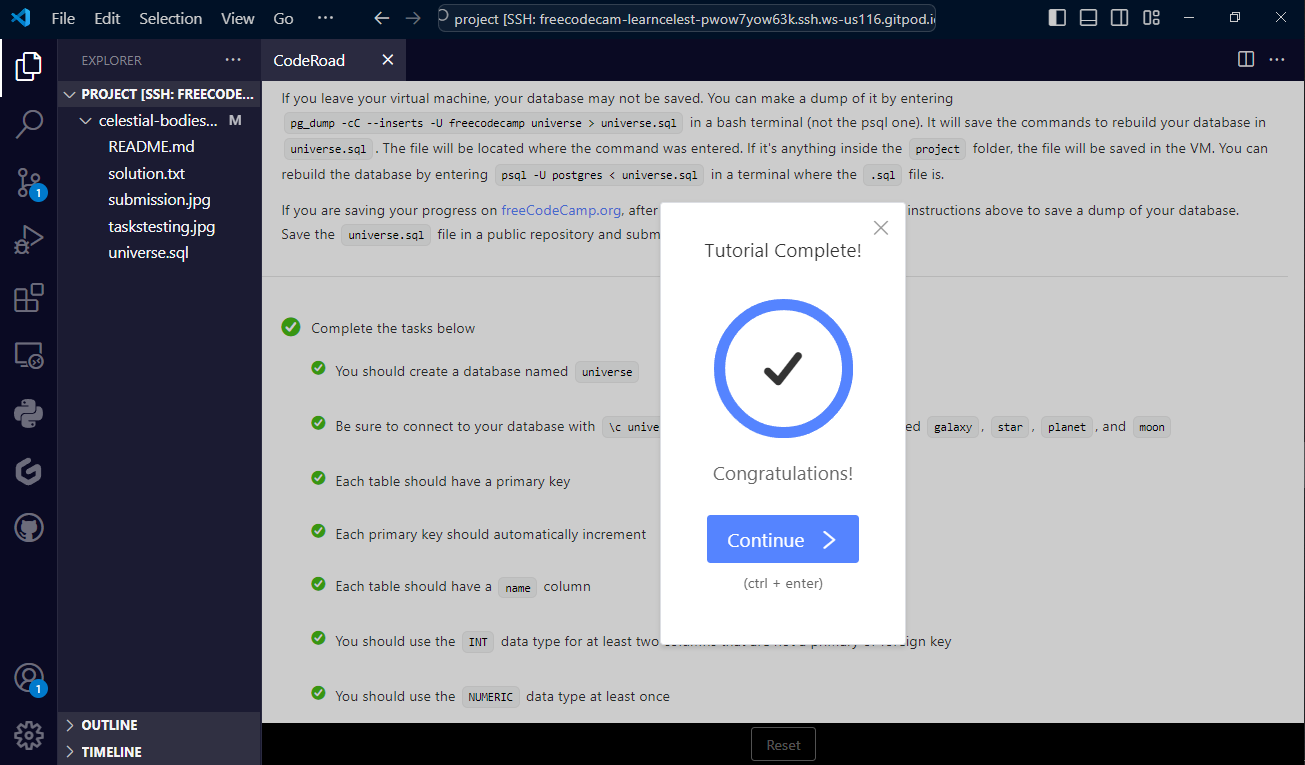 File Edit Selection View Go ··· project [SSH: freecodecam-learncelest-pwow7yow63k.ssh.ws-us116.gitpod.i
EXPLORER ···
CodeRoad
PROJECT [SSH: FREECODE...
celestial-bodies... M
README.md
solution.txt
submission.jpg
taskstesting.jpg
universe.sql
OUTLINE
TIMELINE
1
1
If you leave your virtual machine, your database may not be saved. You can make a dump of it by entering
pg_dump -cC --inserts -U freecodecamp universe > universe.sql in a bash terminal (not the psql one). It will save the commands to rebuild your database in
universe.sql . The file will be located where the command was entered. If it's anything inside the project folder, the file will be saved in the VM. You can
rebuild the database by entering psql -U postgres < universe.sql in a terminal where the .sql file is.
If you are saving your progress on freeCodeCamp.org, after instructions above to save a dump of your database.
Save the universe.sql file in a public repository and subm
Complete the tasks below
You should create a database named universe
Be sure to connect to your database with \c unive ed galaxy , star , planet , and moon
Each table should have a primary key
Each primary key should automatically increment
Each table should have a name column
You should use the INT data type for at least two columns that are not a primary or foreign key
You should use the NUMERIC data type at least once
Tutorial Complete!
Congratulations!
Continue
(ctrl + enter)
Reset